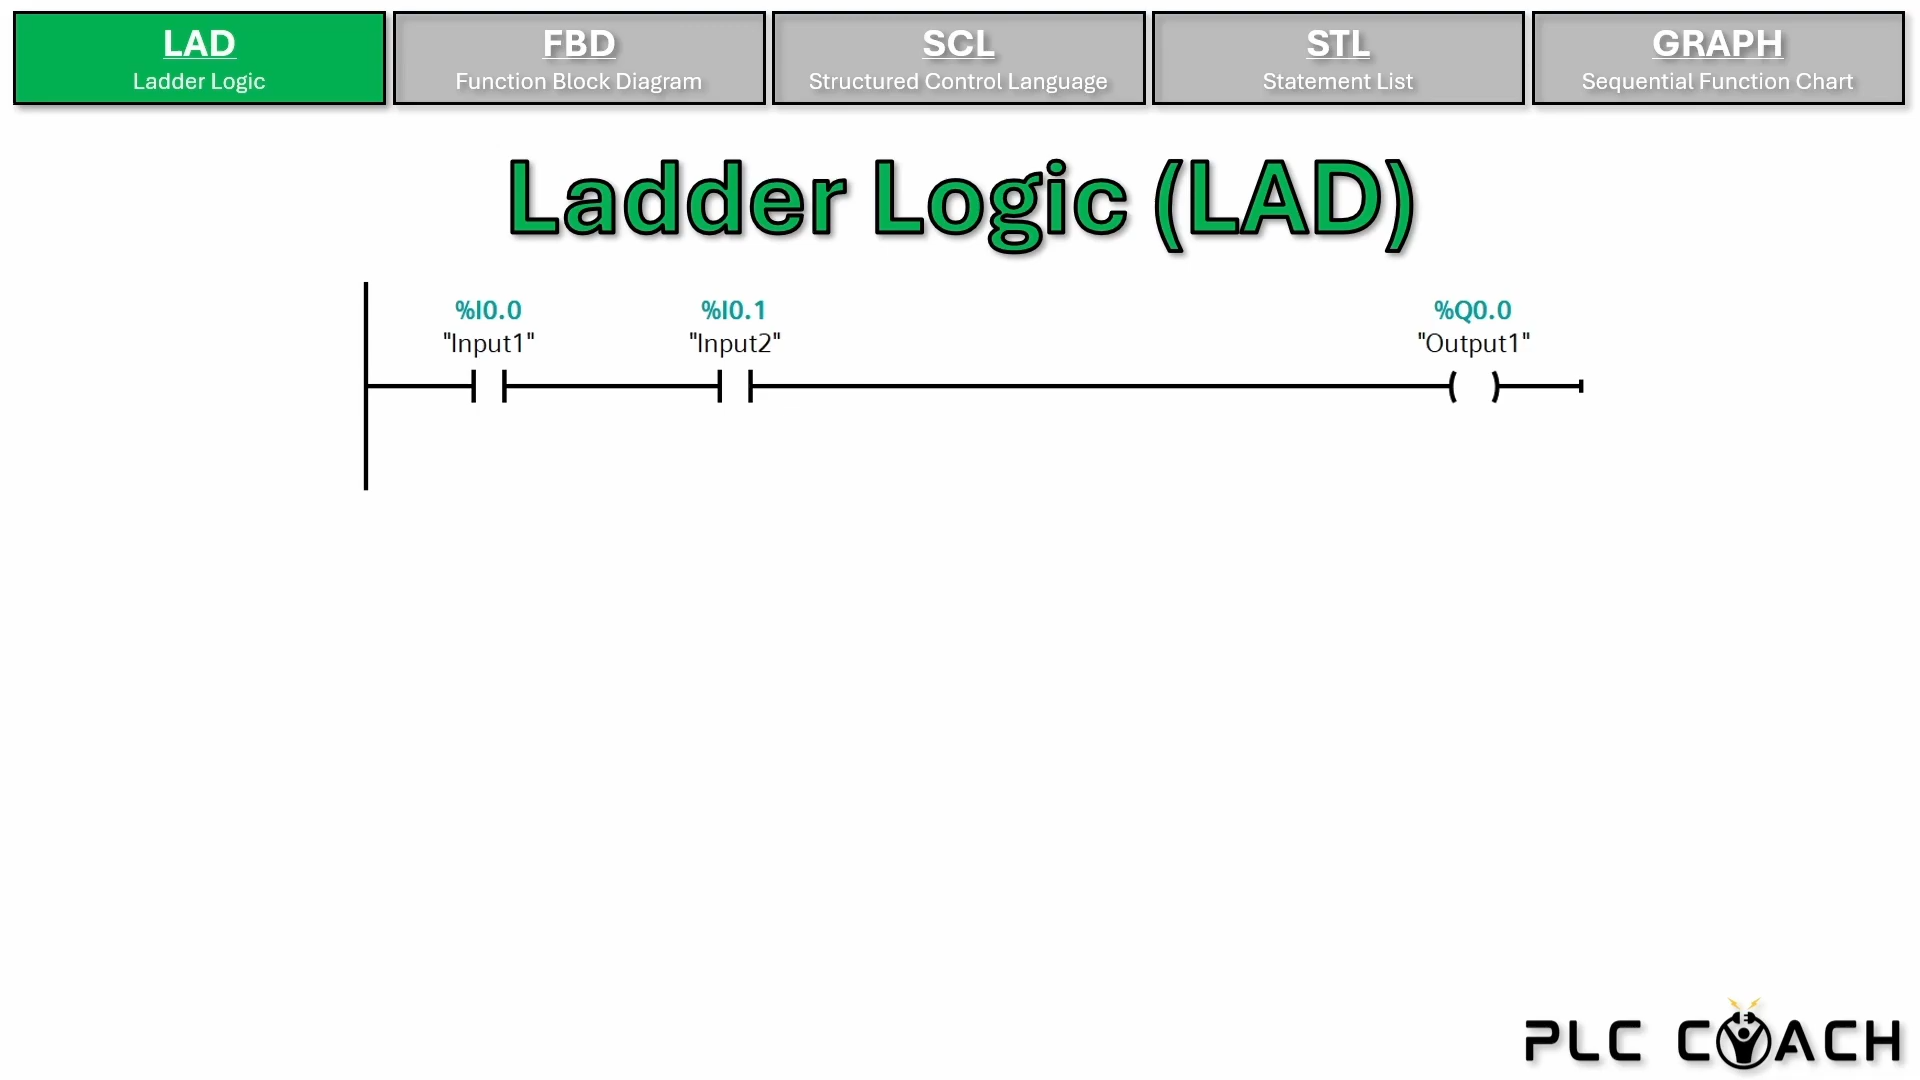 LAD
Ladder Logic
FBD
Function Block Diagram
SCL
Structured Control Language
STL
Statement List
GRAPH
Sequential Function Chart
Ladder Logic (LAD)
%I0.0
"Input1"
%I0.1
"Input2"
%Q0.0
"Output1"
PLC COACH